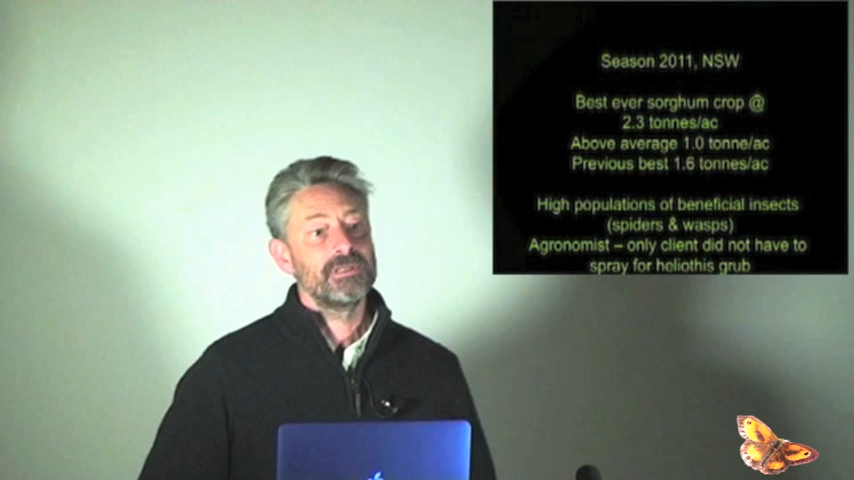 Season 2011, NSW
Best ever sorghum crop @
2.3 tonnes/ac
Above average 1.0 tonne/ac
Previous best 1.6 tonnes/ac
High populations of beneficial insects
(spiders & wasps)
Agronomist – only client did not have to
spray for heliothis grub